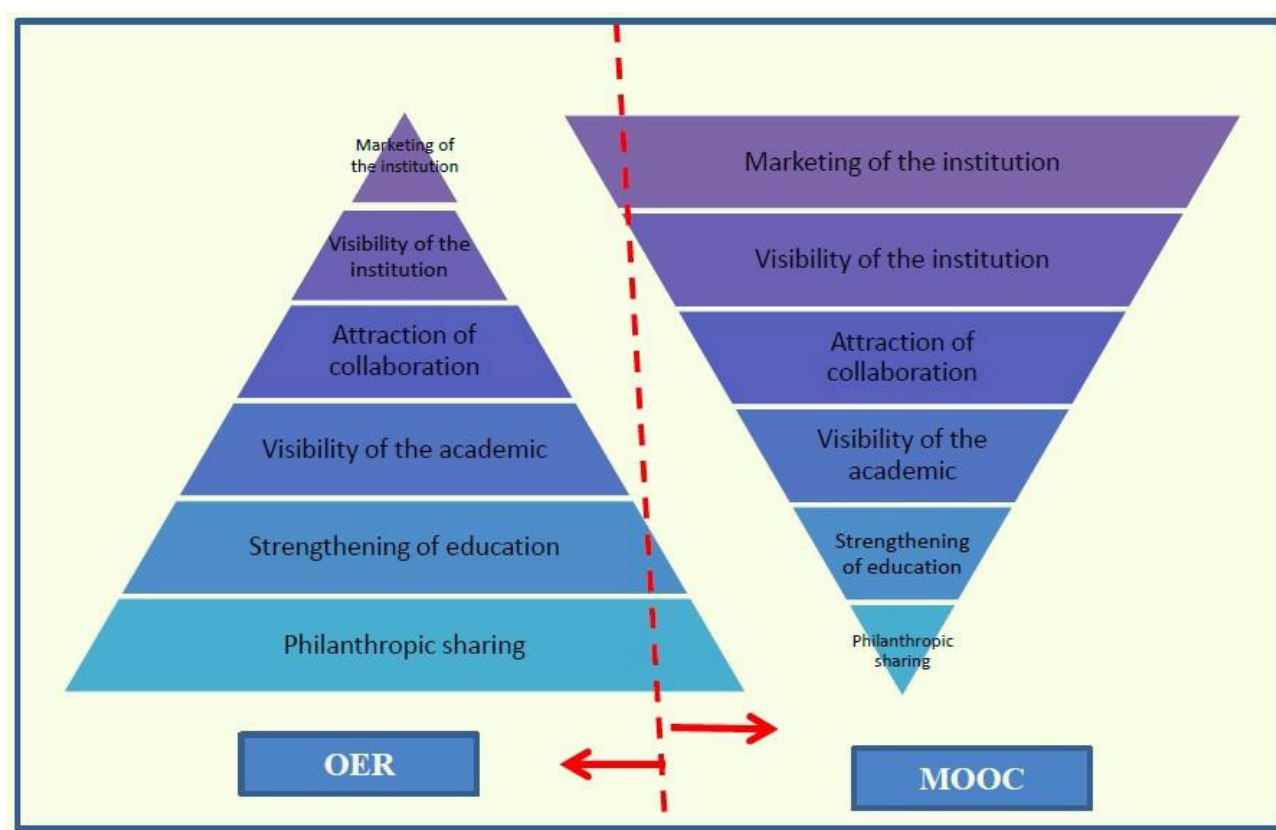 Marketing of
the institution
Visibility of the
institution
Attraction of
collaboration
Visibility of the academic
Strengthening of education
Philanthropic sharing
OER
Marketing of the institution
Visibility of the institution
Attraction of
collaboration
Visibility of the
academic
Strengthening
of education
Philanthropic
sharing
MOOC